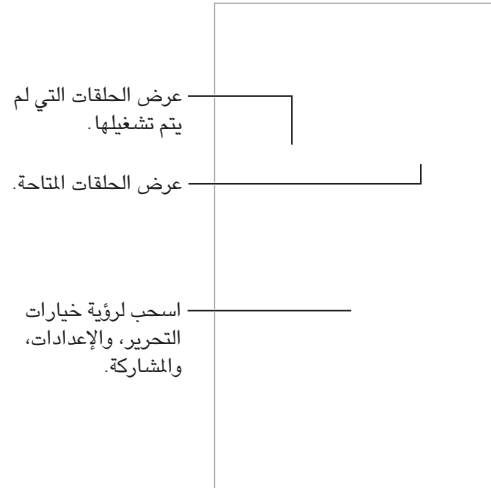 عرض الحلقات التي لم
يتم تشغيلها.
عرض الحلقات المتاحة.
اسحب لرؤية خيارات
التحرير، والإعدادات،
والمشاركة.